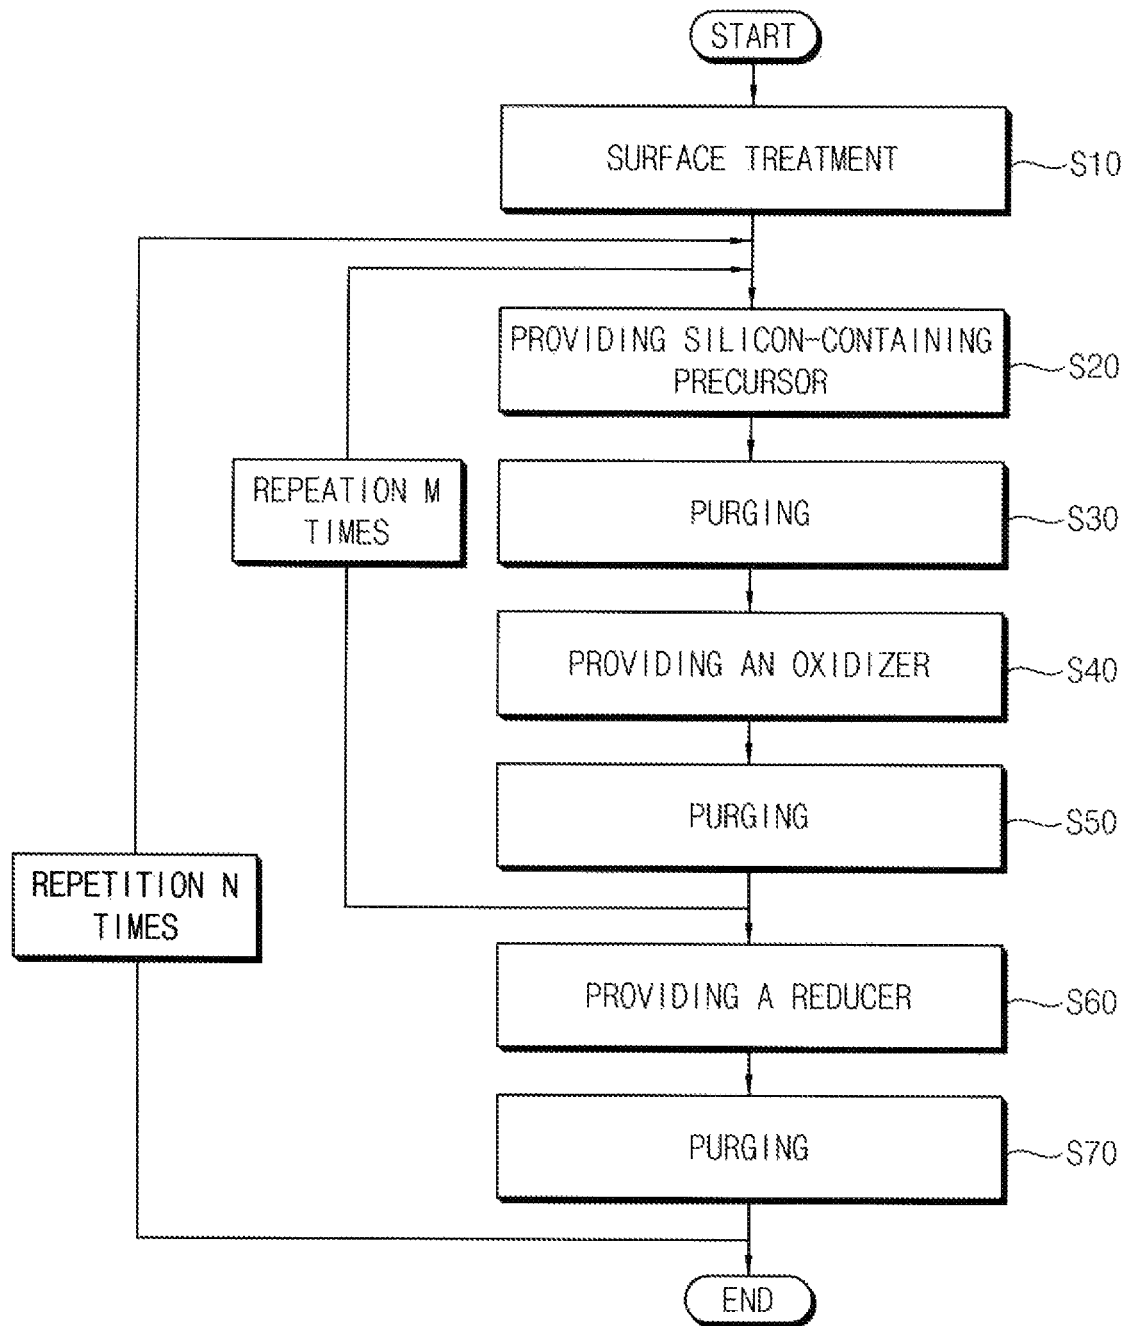 START
SURFACE TREATMENT
S10
PROVIDING SILICON-CONTAINING
PRECURSOR
S20
REPEATION M
TIMES
PURGING
S30
PROVIDING AN OXIDIZER
S40
PURGING
S50
REPETITION N
TIMES
PROVIDING A REDUCER
S60
PURGING
S70
END